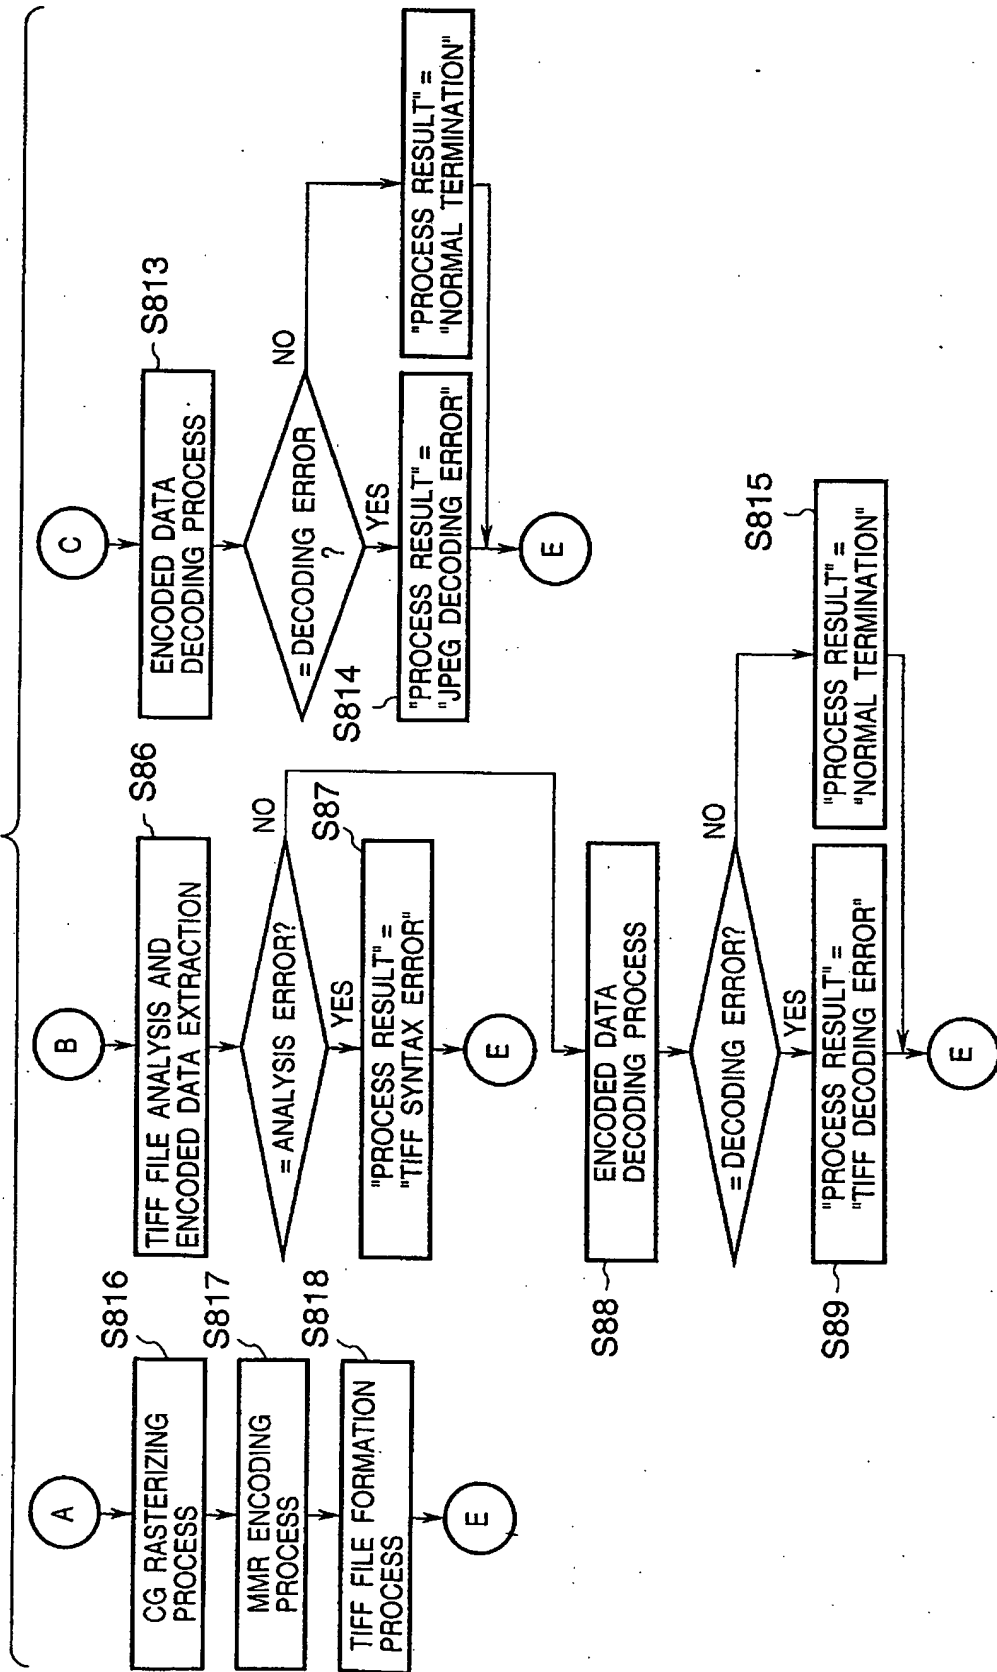 A
CG RASTERIZING
PROCESS
S816
MMR ENCODING
PROCESS
S817
TIFF FILE FORMATION
PROCESS
S818
E
B
TIFF FILE ANALYSIS AND
ENCODED DATA EXTRACTION
S86
= ANALYSIS ERROR?
NO
YES
S87
"PROCESS RESULT" =
"TIFF SYNTAX ERROR"
E
ENCODED DATA
DECODING PROCESS
S88
= DECODING ERROR?
NO
YES
"PROCESS RESULT" =
"TIFF DECODING ERROR"
S89
"PROCESS RESULT" =
"NORMAL TERMINATION"
S815
E
C
ENCODED DATA
DECODING PROCESS
S813
= DECODING ERROR
?
NO
YES
S814
"PROCESS RESULT" =
"JPEG DECODING ERROR"
"PROCESS RESULT" =
"NORMAL TERMINATION"
E